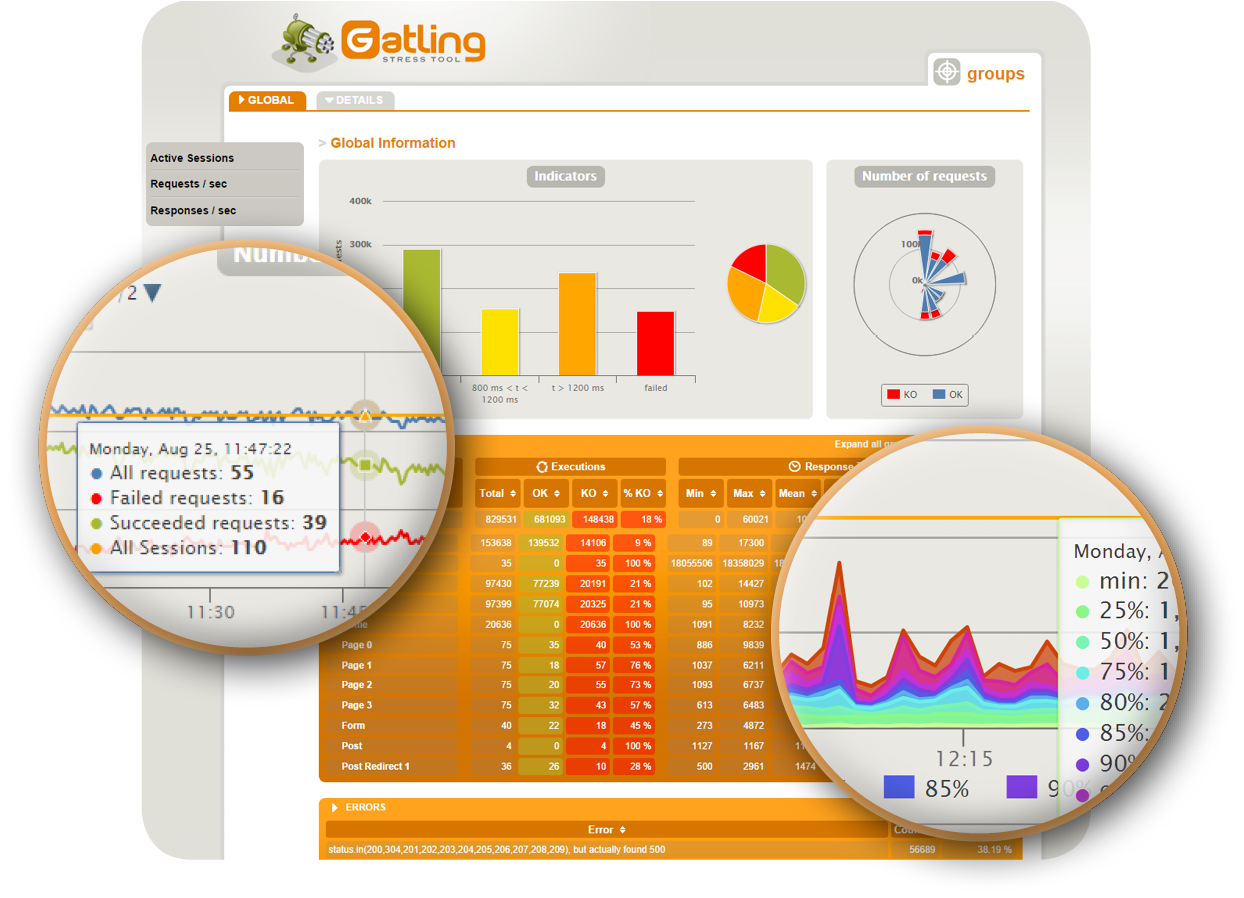 Gatling
STRESS TOOL
groups
GLOBAL
DETAILS
> Global Information
Active Sessions
Requests / sec
Responses / sec
Indicators
400k
300k
800 ms < t <
1200 ms
t > 1200 ms
failed
Number of requests
100k
0k
KO
OK
/2
Monday, Aug 25, 11:47:22
All requests: 55
Failed requests: 16
Succeeded requests: 39
All Sessions: 110
11:30
11:45
Expand all
Executions
Response
Total OK KO % KO Min Max Mean
829531 681093 148438 18 % 0 60021
153638 139532 14106 9 % 89 17300
35 0 35 100 % 18055506 18358029
97430 77239 20191 21 % 102 14427
97399 77074 20325 21 % 95 10973
20636 0 20636 100 % 1091 8232
Page 0 75 35 40 53 % 886 9839
Page 1 75 18 57 76 % 1037 6211
Page 2 75 20 55 73 % 1093 6737
Page 3 75 32 43 57 % 613 6483
Form 40 22 18 45 % 273 4872
Post 4 0 4 100 % 1127 1167
Post Redirect 1 36 26 10 28 % 500 2961 1474
Monday,
min: 2
25%: 1,
50%: 1,
75%: 1
80%: 2
85%:
90%
12:15
85%
ERRORS
Error
status.in(200,304,201,202,203,204,205,206,207,208,209), but actually found 500 56689 38.19 %